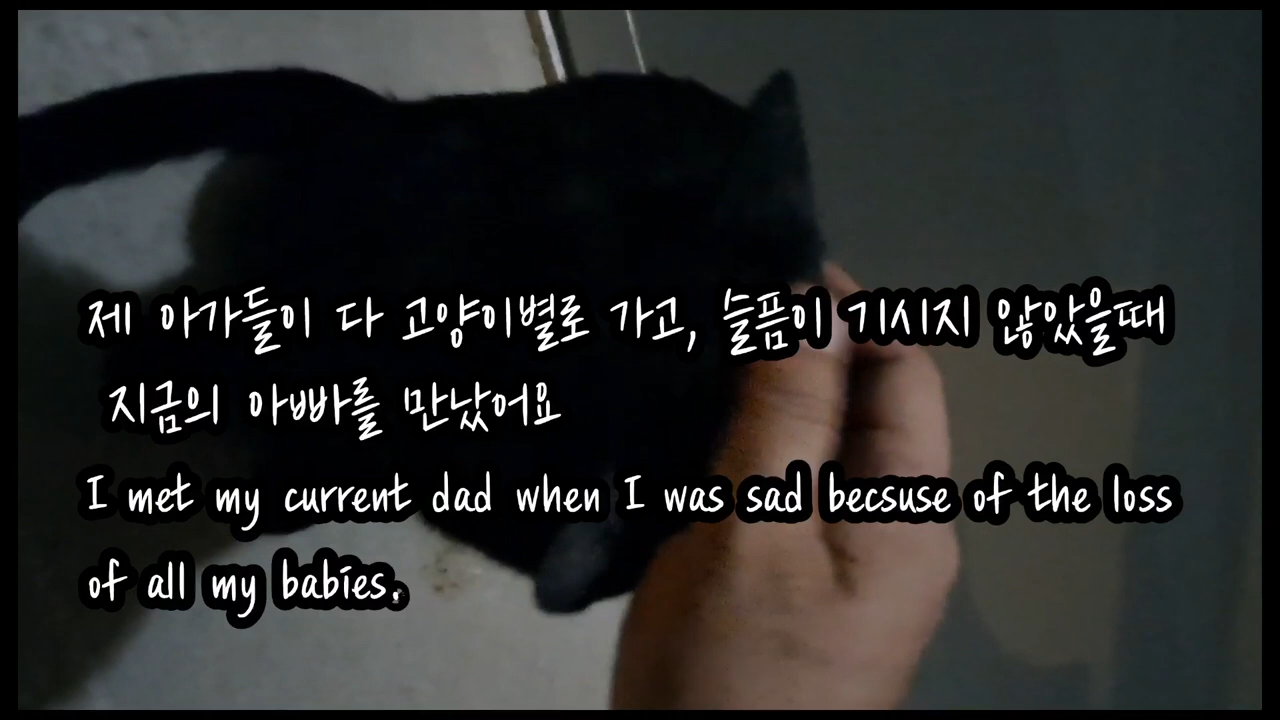 제 아가들이 다 고양이별로 가고, 슬픔이 기시지 않았을때
지금의 아빠를 만났어요
I met my current dad when I was sad becsuse of the loss
of all my babies.